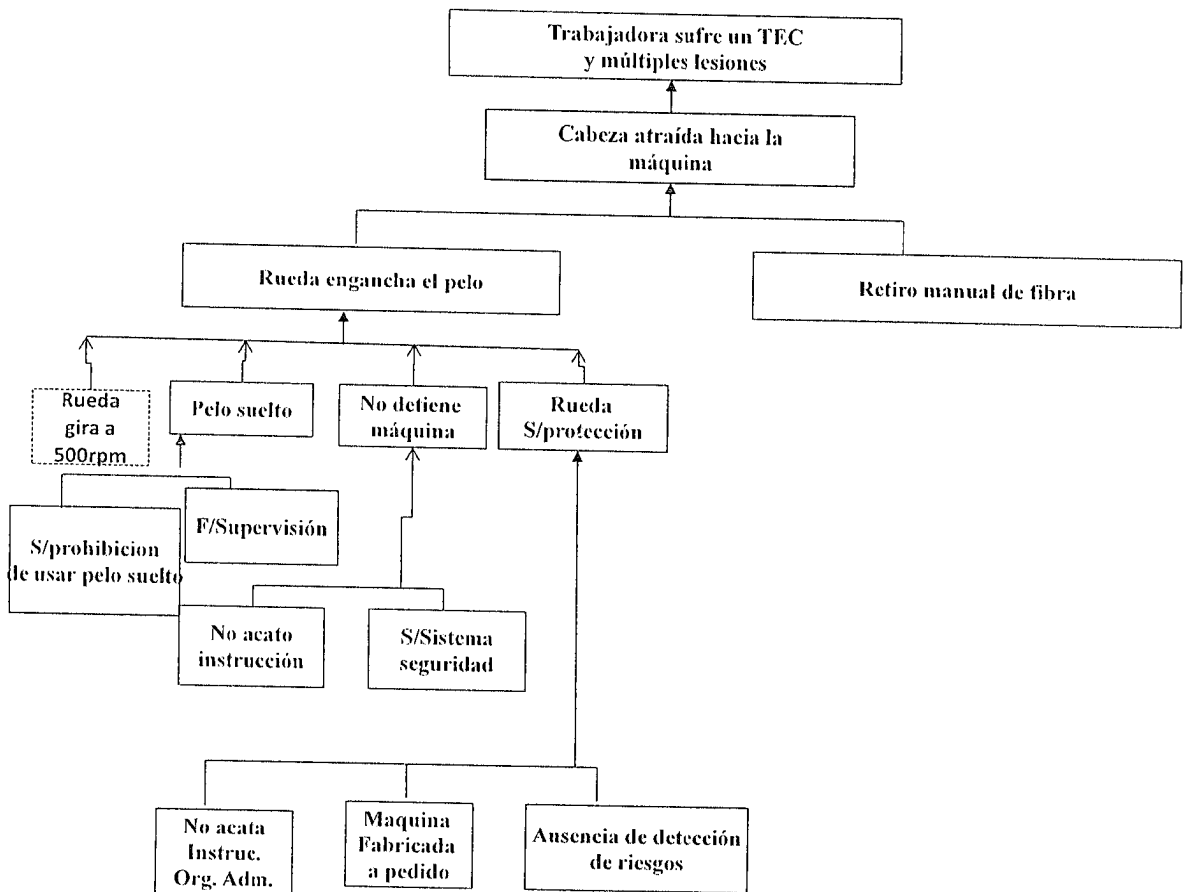 Trabajadora sufre un TEC
y múltiples lesiones
Cabeza atraída hacia la
máquina
Rueda engancha el pelo
Retiro manual de fibra
Rueda
gira a
500rpm
Pelo suelto
No detiene
máquina
Rueda
S/protección
S/prohibicion
de usar pelo suelto
F/Supervisión
No acato
instrucción
S/Sistema
seguridad
No acata
Instruc.
Org. Adm.
Maquina
Fabricada
a pedido
Ausencia de detección
de riesgos